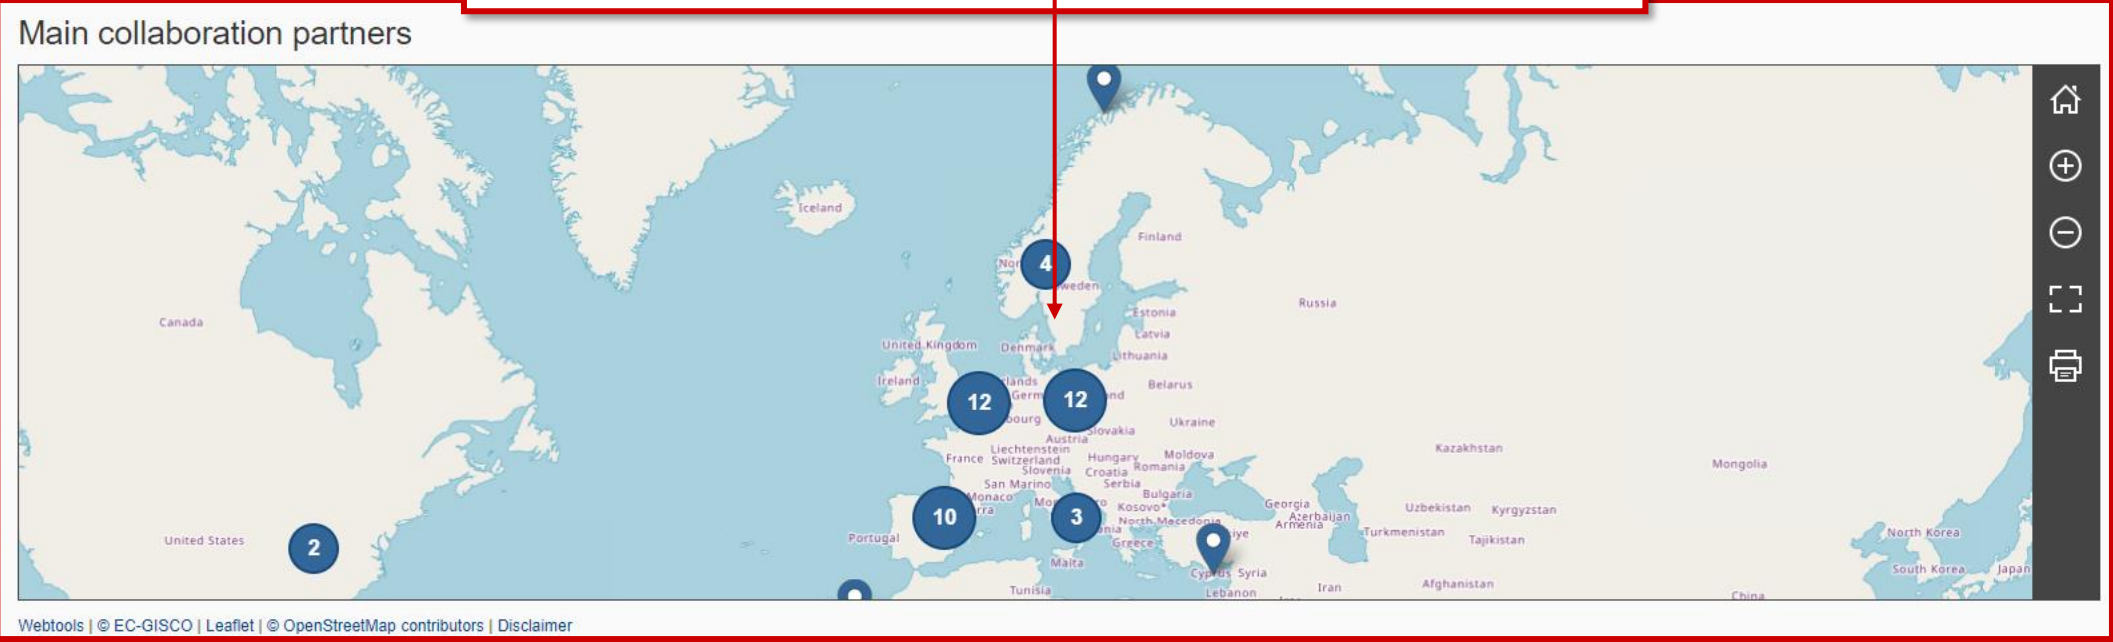 Main collaboration partners
Iceland
Finland
4
Sweden
Russia
Canada
Estonia
Latvia
United Kingdom
Denmark
Lithuania
Ireland
Belarus
12
12
Ukraine
Slovakia
Austria
Liechtenstein
France
Switzerland
Hungary
Moldova
Slovenia
Croatia
Romania
Kazakhstan
Mongolia
San Marino
Serbia
Monaco
Bulgaria
Kosovo*
Georgia
Azerbaijan
Armenia
Uzbekistan
Kyrgyzstan
10
3
North Macedonia
Greece
Turkmenistan
Tajikistan
North Korea
South Korea
Japan
United States
2
Portugal
Malta
Cyprus
Syria
Tunisia
Lebanon
Iran
Afghanistan
China
Webtools | © EC-GISCO | Leaflet | © OpenStreetMap contributors | Disclaimer